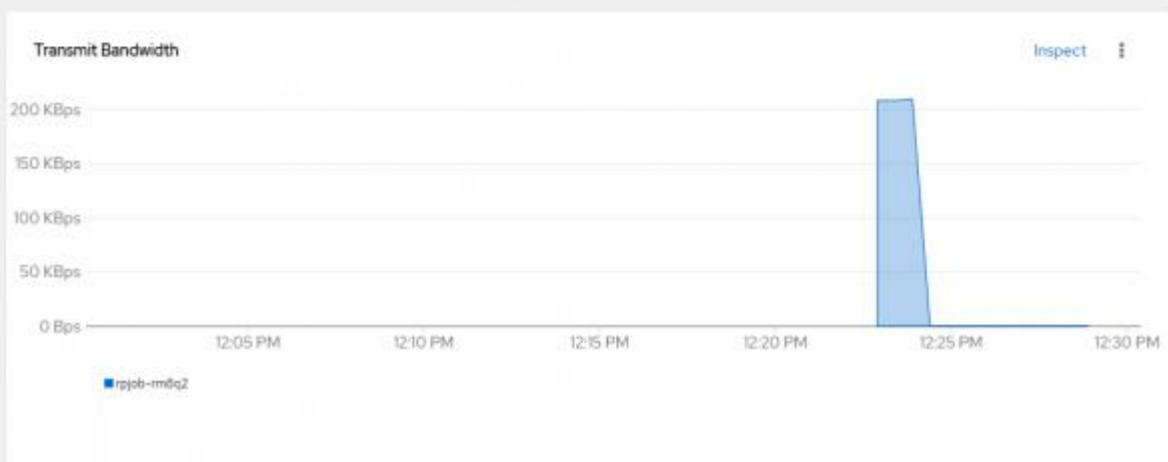 Transmit Bandwidth
Inspect
200 KBps
150 KBps
100 KBps
50 KBps
0 Bps
12:05 PM 12:10 PM 12:15 PM 12:20 PM 12:25 PM 12:30 PM
rpjob-rm8q2